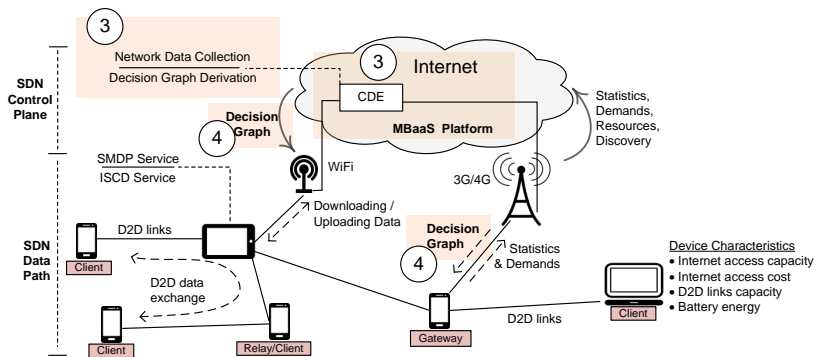 3
Network Data Collection
Decision Graph Derivation
SDN
Control
Plane
3
Internet
CDE
MBaaS Platform
Statistics,
Demands,
Resources,
Discovery
Decision
Graph
4
SMDP Service
ISCD Service
WiFi
3G/4G
Downloading /
Uploading Data
SDN
Data
Path
D2D links
Client
D2D data
exchange
Client
Relay/Client
Decision
Graph
4
Statistics
& Demands
Gateway
D2D links
Client
Device Characteristics
• Internet access capacity
• Internet access cost
• D2D links capacity
• Battery energy